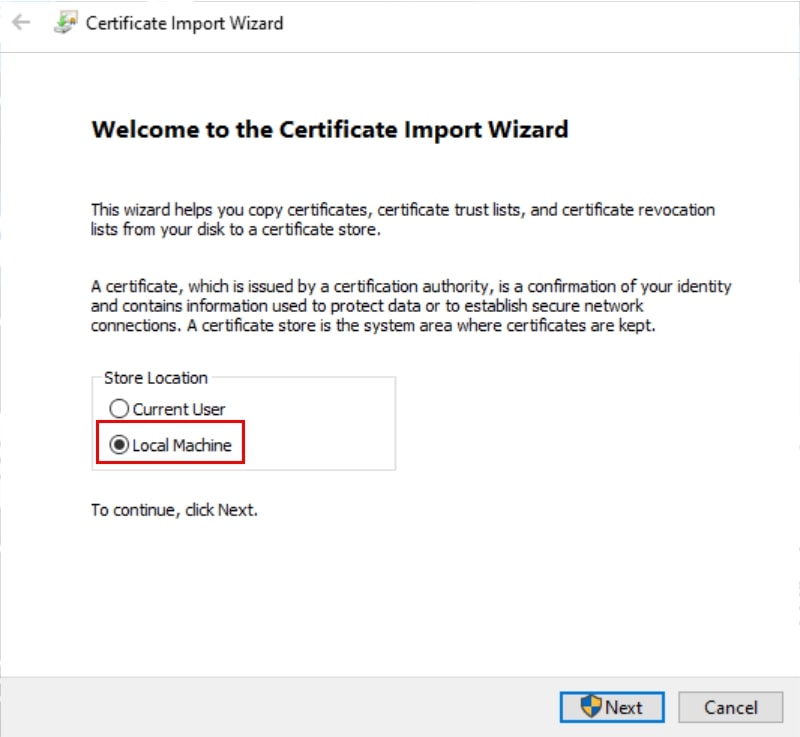 Certificate Import Wizard
Welcome to the Certificate Import Wizard
This wizard helps you copy certificates, certificate trust lists, and certificate revocation
lists from your disk to a certificate store.
A certificate, which is issued by a certification authority, is a confirmation of your identity
and contains information used to protect data or to establish secure network
connections. A certificate store is the system area where certificates are kept.
Store Location
Current User
Local Machine
To continue, click Next.
Next
Cancel